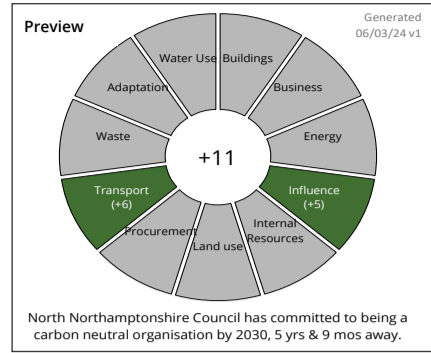 Preview
Generated
06/03/24 v1
Water Use
Buildings
Adaptation
Business
Waste
Energy
+11
Transport
(+6)
Influence
(+5)
Procurement
Internal
Resources
Land use
North Northamptonshire Council has committed to being a
carbon neutral organisation by 2030, 5 yrs & 9 mos away.